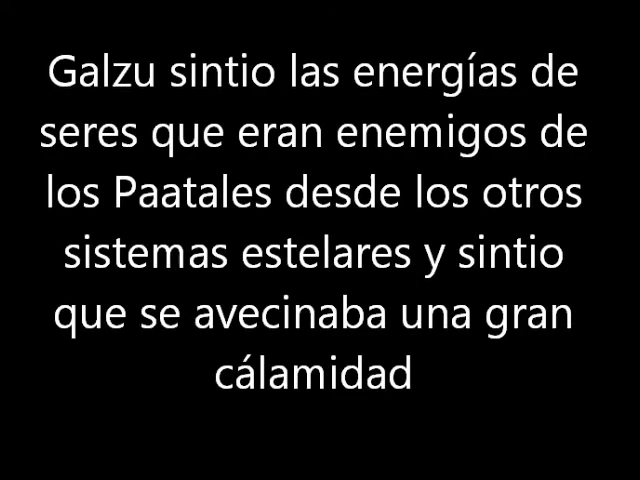 Galzu sintio las energías de
seres que eran enemigos de
los Paatales desde los otros
sistemas estelares y sintio
que se avecinaba una gran
cálamidad